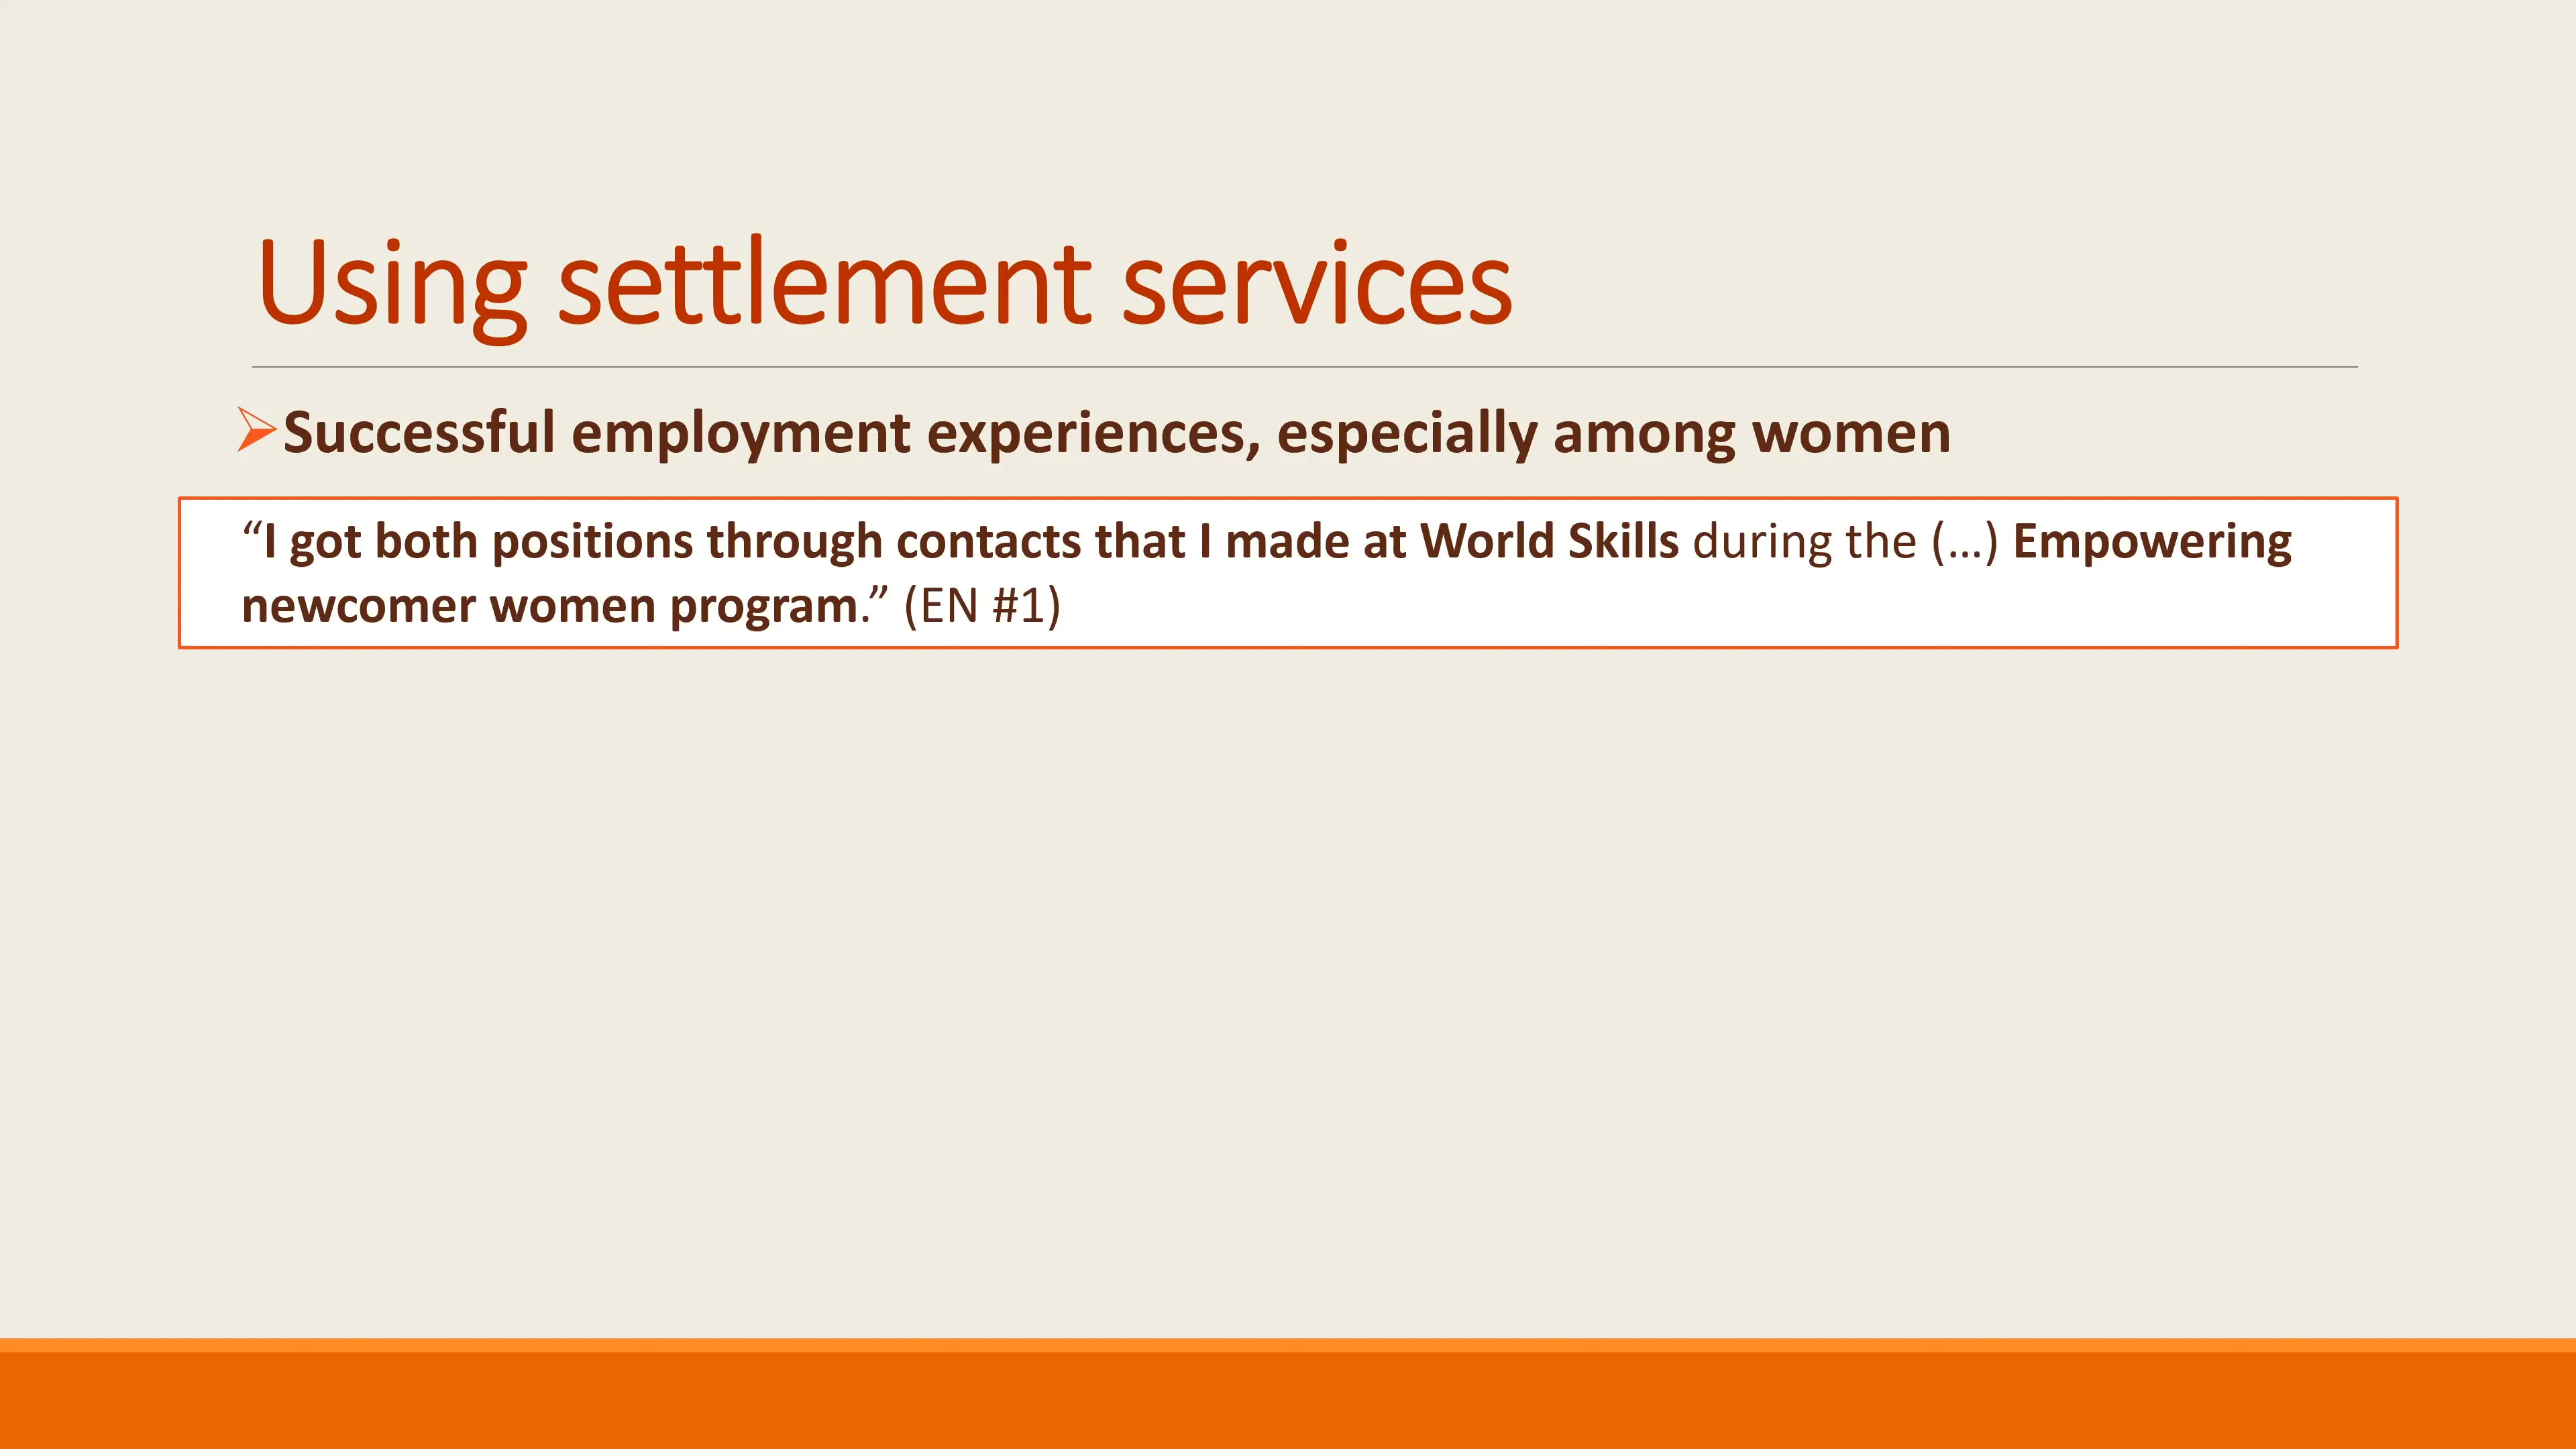 Using settlement services
➢Successful employment experiences, especially among women
“I got both positions through contacts that I made at World Skills during the (…) Empowering
newcomer women program.” (EN #1)